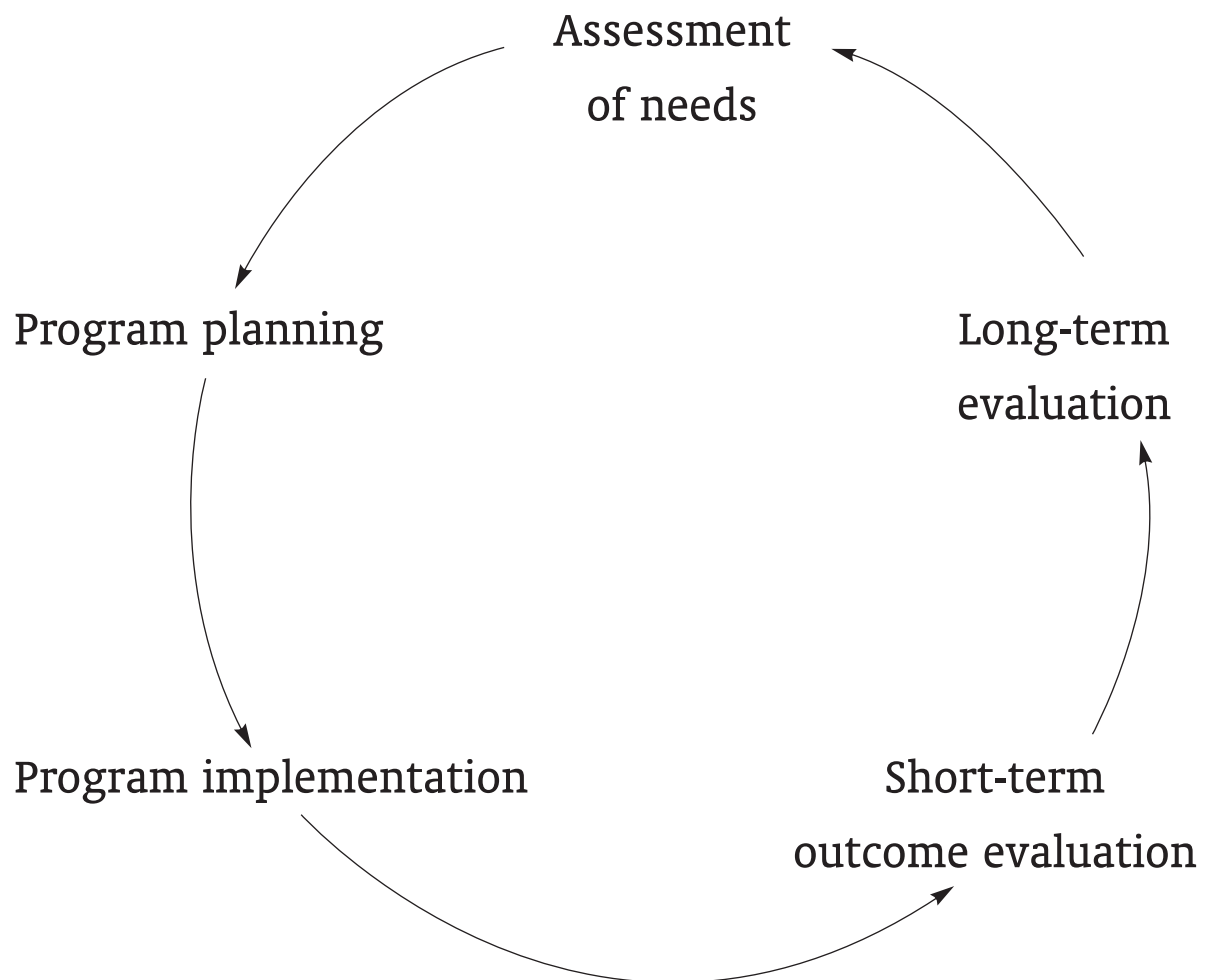 Assessment
of needs
Program planning
Long-term
evaluation
Program implementation
Short-term
outcome evaluation